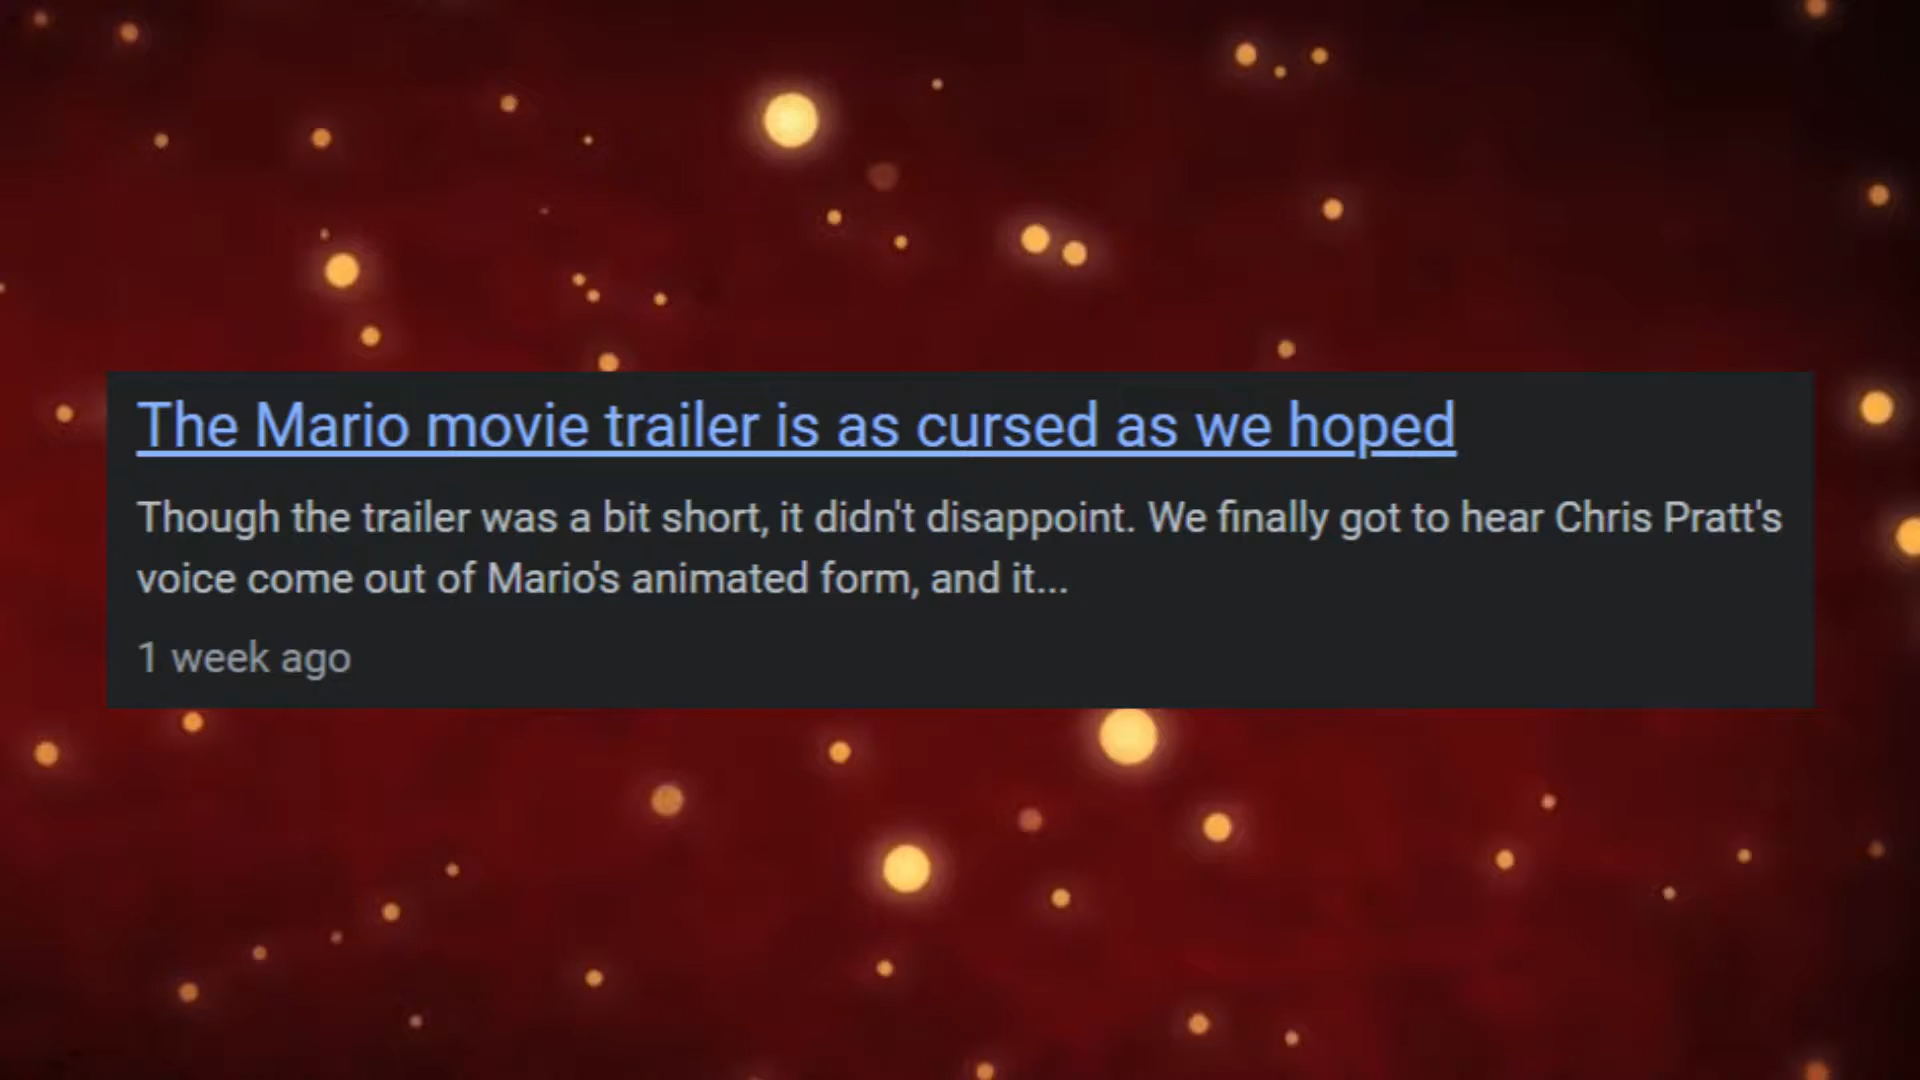 The Mario movie trailer is as cursed as we hoped
Though the trailer was a bit short, it didn't disappoint. We finally got to hear Chris Pratt's
voice come out of Mario's animated form, and it...
1 week ago